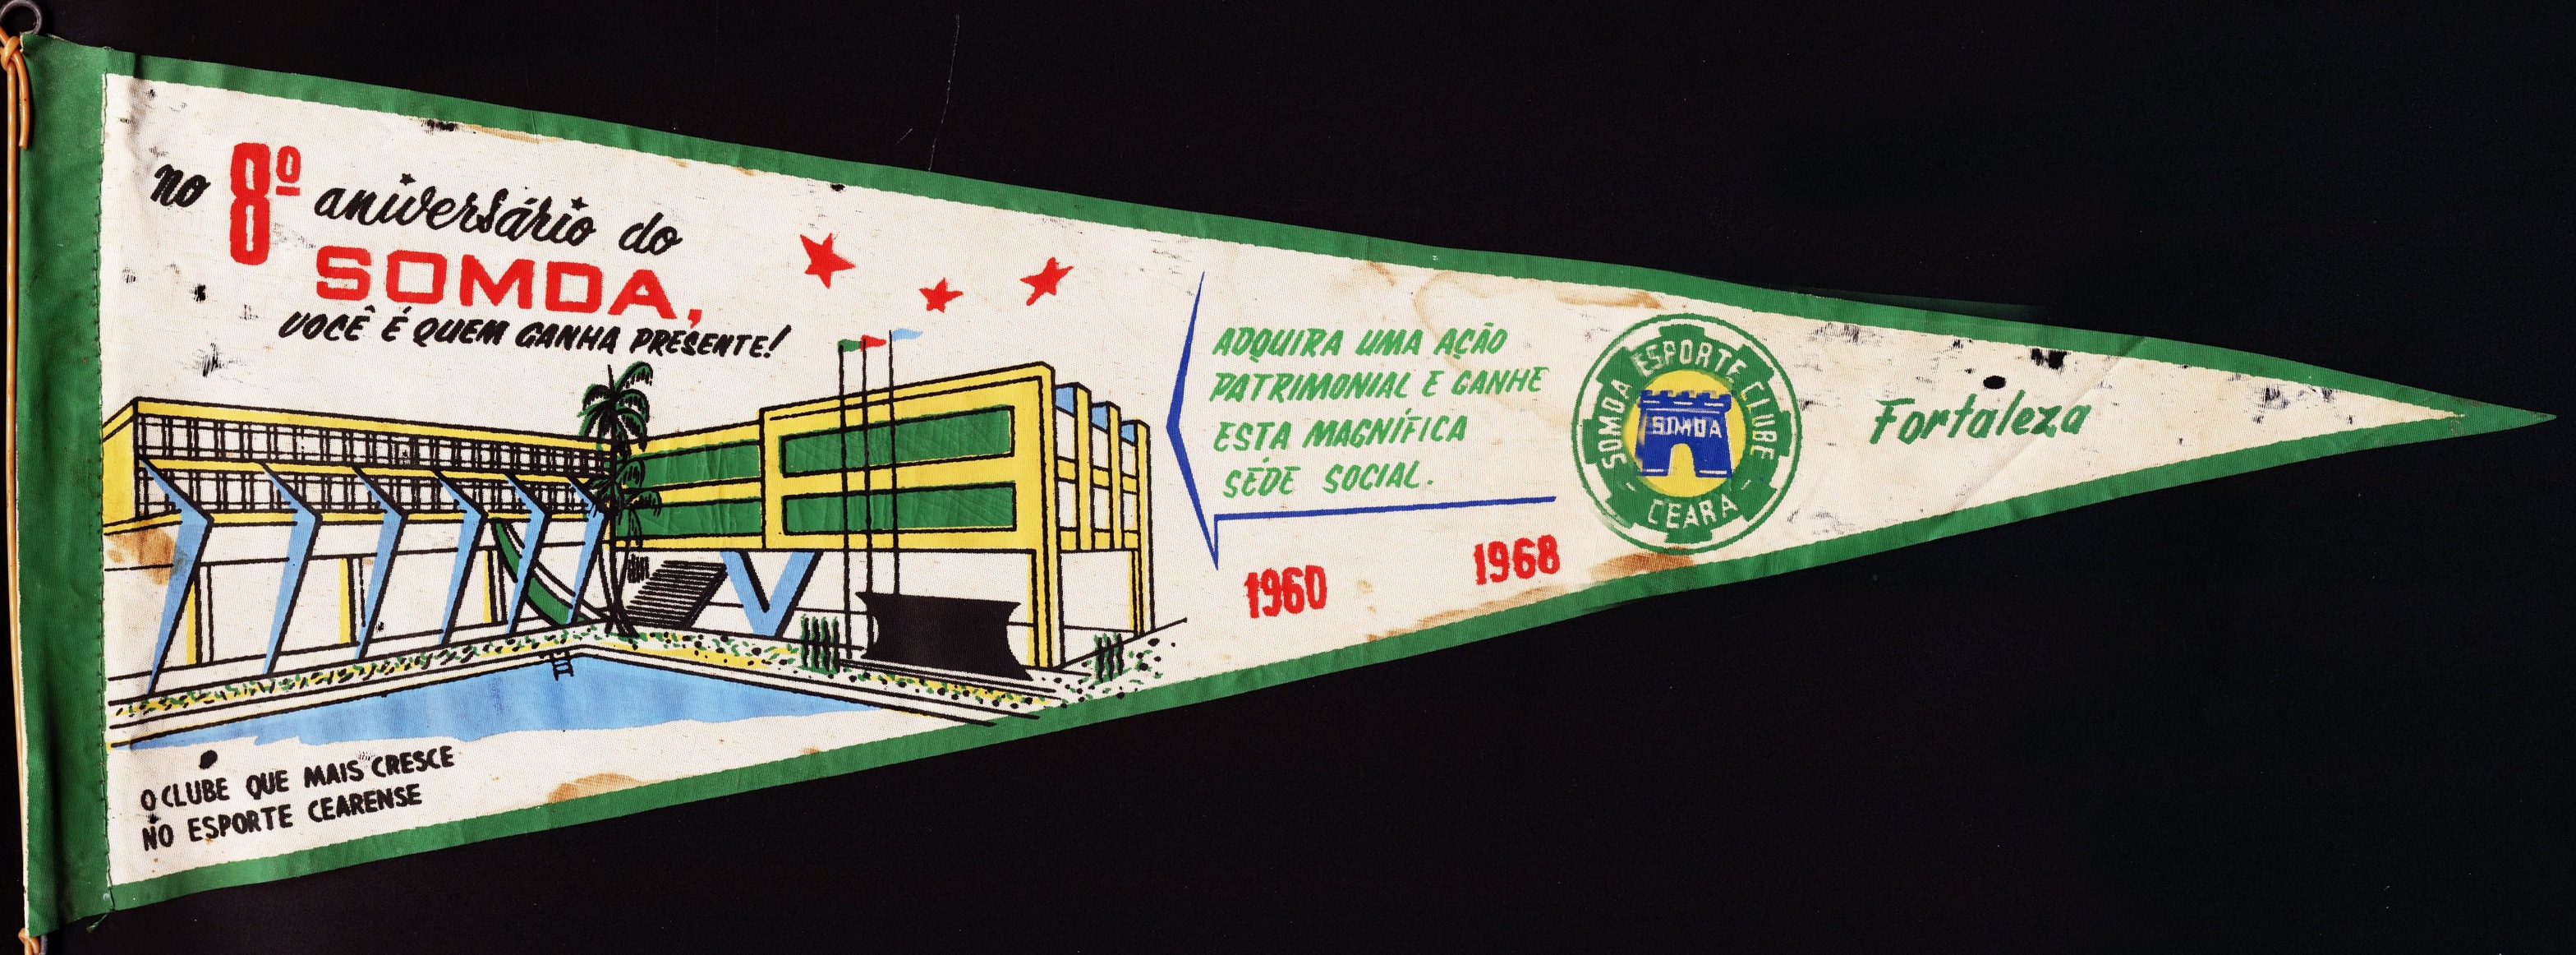 no 8º aniversário do
SOMDA,
VOCÊ É QUEM GANHA PRESENTE!
ADQUIRA UMA AÇÃO
PATRIMONIAL E GANHE
ESTA MAGNÍFICA
SÉDE SOCIAL.
1960
1968
SOMDA ESPORTE CLUBE
SOMDA
- CEARÁ -
Fortaleza
O CLUBE QUE MAIS CRESCE
NO ESPORTE CEARENSE